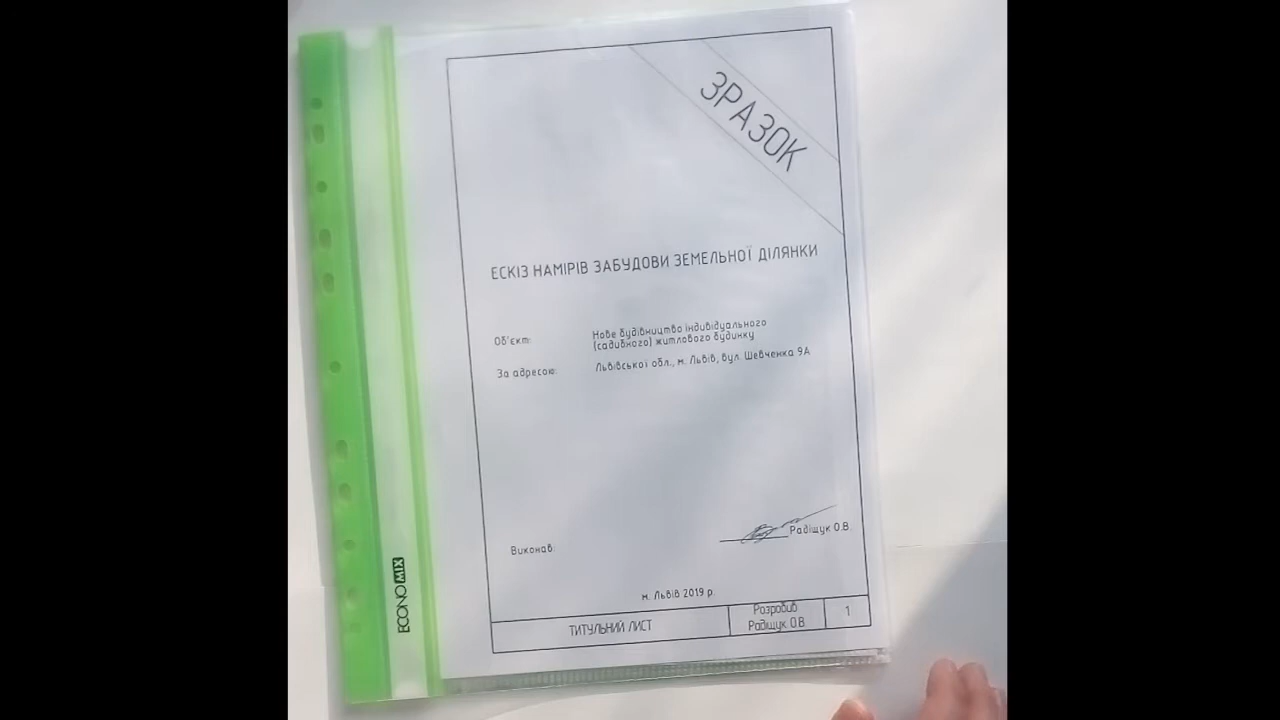 ЗРАЗОК
ЕСКІЗ НАМІРІВ ЗАБУДОВИ ЗЕМЕЛЬНОЇ ДІЛЯНКИ
Об'єкт: Нове будівництво індивідуального
(садибного) житлового будинку
За адресою: Львівської обл., м. Львів, вул. Шевченка 9А
Виконав: Радіщук О.В.
м. Львів 2019 р.
ТИТУЛЬНИЙ ЛИСТ
Розробив
Радіщук О.В.
1
ECONOMIX